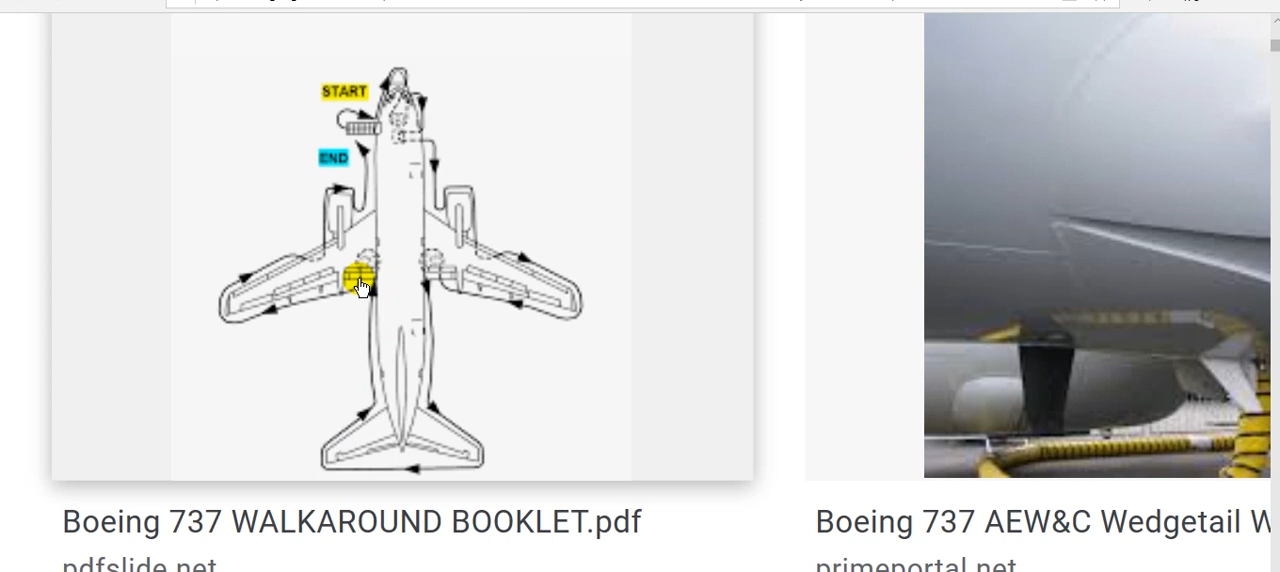 START
END
Boeing 737 WALKAROUND BOOKLET.pdf
pdfslide.net
Boeing 737 AEW&C Wedgetail W
primeportal.net